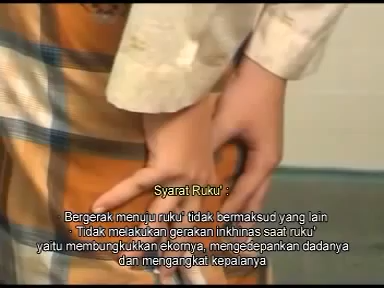 Syarat Ruku' :
Bergerak menuju ruku' tidak bermaksud yang lain
· Tidak melakukan gerakan inkhinas saat ruku'
yaitu membungkukkan ekornya, mengedepankan dadanya
dan mengangkat kepalanya